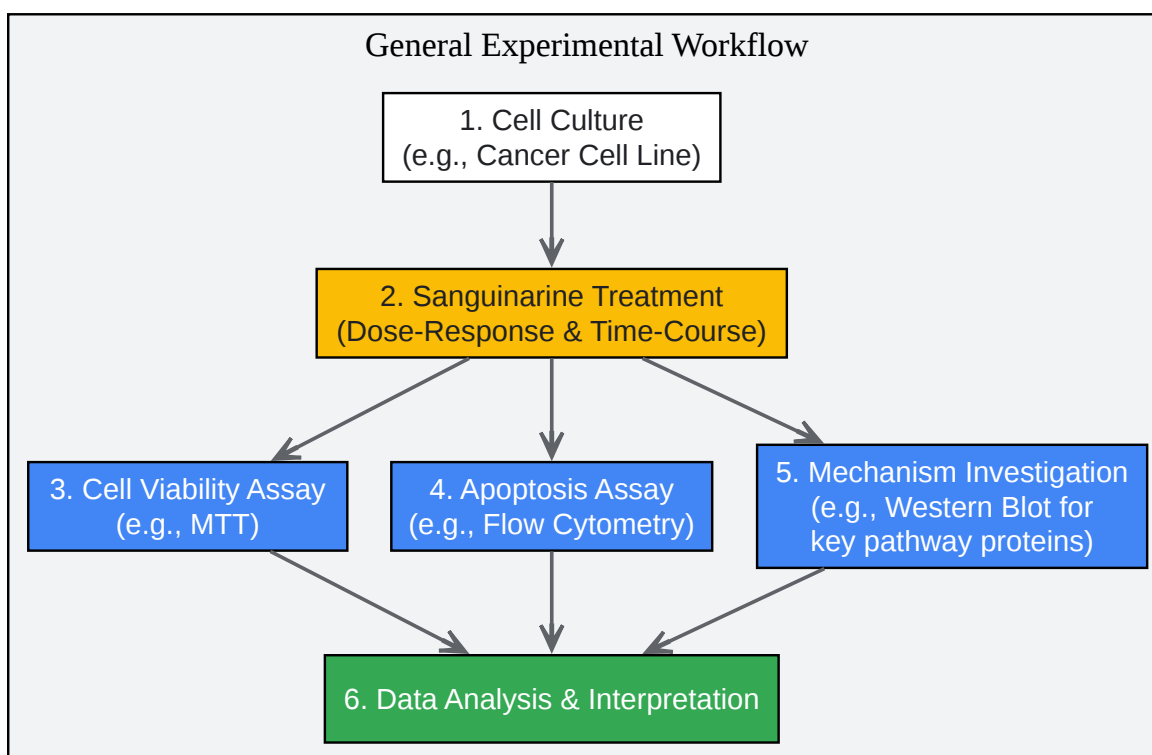 General Experimental Workflow
1. Cell Culture
(e.g., Cancer Cell Line)
2. Sanguinarine Treatment
(Dose-Response & Time-Course)
3. Cell Viability Assay
(e.g., MTT)
4. Apoptosis Assay
(e.g., Flow Cytometry)
5. Mechanism Investigation
(e.g., Western Blot for
key pathway proteins)
6. Data Analysis & Interpretation